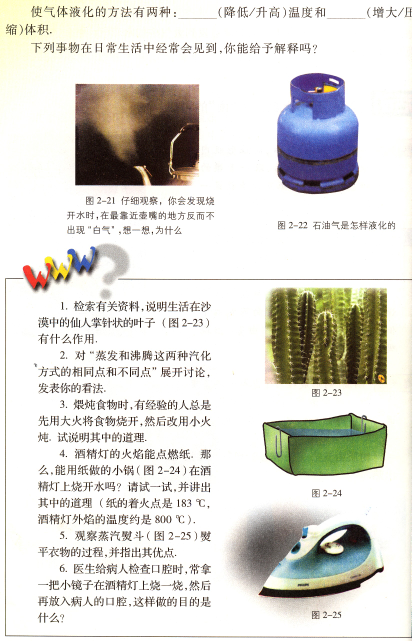 使气体液化的方法有两种：______(降低/升高)温度和______(增大/压
缩)体积.
下列事物在日常生活中经常会见到,你能给予解释吗?
图 2-21 仔细观察，你会发现烧
开水时,在最靠近壶嘴的地方反而不
出现“白气”,想一想,为什么
图 2-22 石油气是怎样液化的
WWW?
1. 检索有关资料,说明生活在沙
漠中的仙人掌针状的叶子 (图 2-23)
有什么作用.
2. 对“蒸发和沸腾这两种汽化
方式的相同点和不同点”展开讨论,
发表你的看法.
3. 煨炖食物时,有经验的人总是
先用大火将食物烧开,然后改用小火
炖. 试说明其中的道理.
4. 酒精灯的火焰能点燃纸. 那
么,能用纸做的小锅(图 2-24)在酒
精灯上烧开水吗? 请试一试,并讲出
其中的道理 (纸的着火点是 183 ℃,
酒精灯外焰的温度约是 800 ℃).
5. 观察蒸汽熨斗(图 2-25)熨
平衣物的过程,并指出其优点.
6. 医生给病人检查口腔时,常拿
一把小镜子在酒精灯上烧一烧,然后
再放入病人的口腔,这样做的目的是
什么?
图 2-23
图 2-24
图 2-25